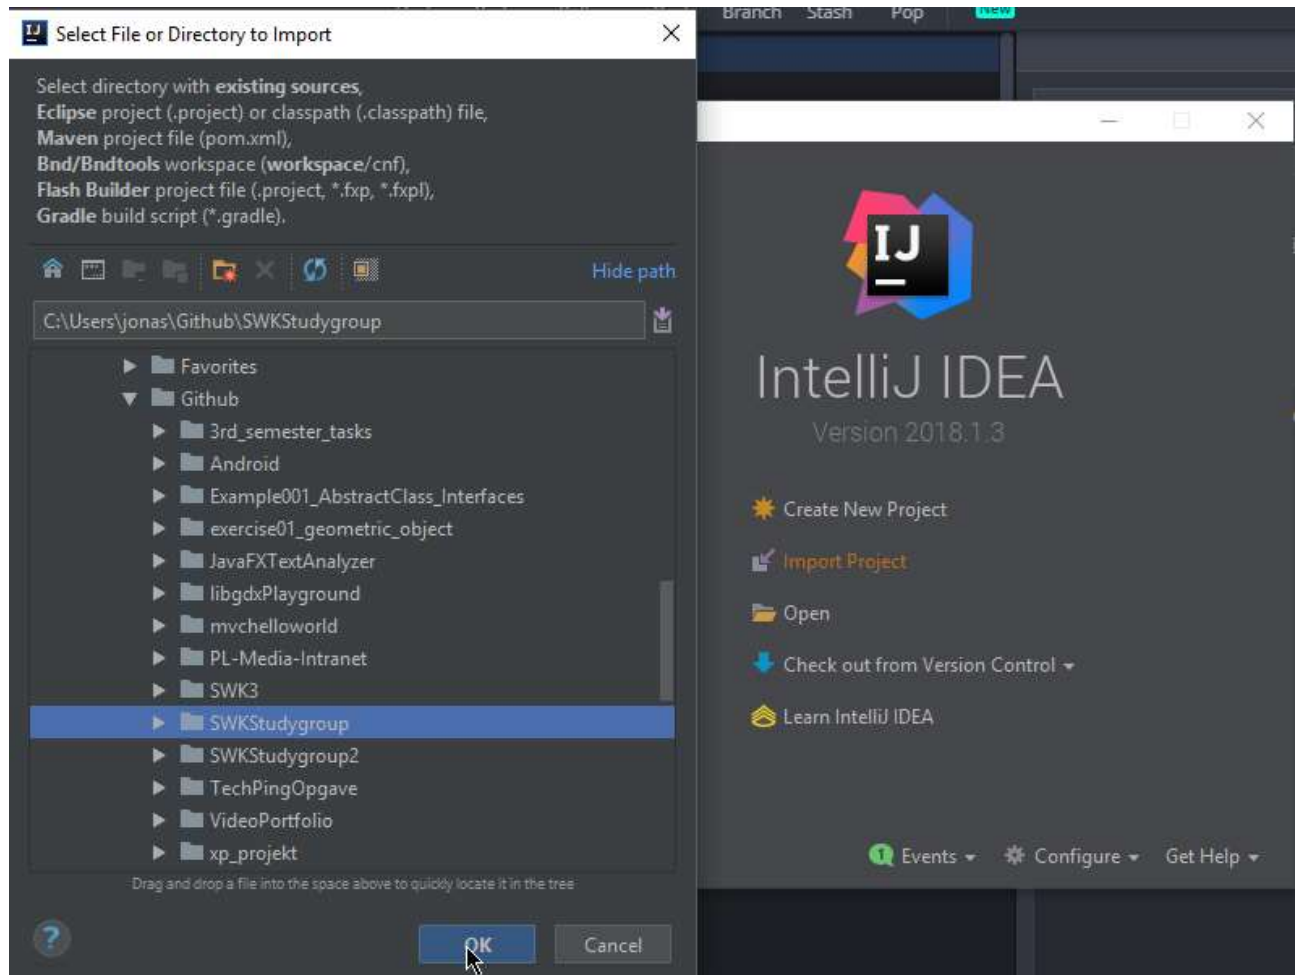 Branch Stash Pop New
Select File or Directory to Import
Select directory with existing sources,
Eclipse project (.project) or classpath (.classpath) file,
Maven project file (pom.xml),
Bnd/Bndtools workspace (workspace/cnf),
Flash Builder project file (.project, *.fxp, *.fxpl),
Gradle build script (*.gradle).
Hide path
C:\Users\jonas\Github\SWKStudygroup
Favorites
Github
3rd_semester_tasks
Android
Example001_AbstractClass_Interfaces
exercise01_geometric_object
JavaFXTextAnalyzer
libgdxPlayground
mvchelloworld
PL-Media-Intranet
SWK3
SWKStudygroup
SWKStudygroup2
TechPingOpgave
VideoPortfolio
xp_projekt
Drag and drop a file into the space above to quickly locate it in the tree
?
OK
Cancel
IJ
IntelliJ IDEA
Version 2018.1.3
Create New Project
Import Project
Open
Check out from Version Control
Learn IntelliJ IDEA
1 Events
Configure
Get Help